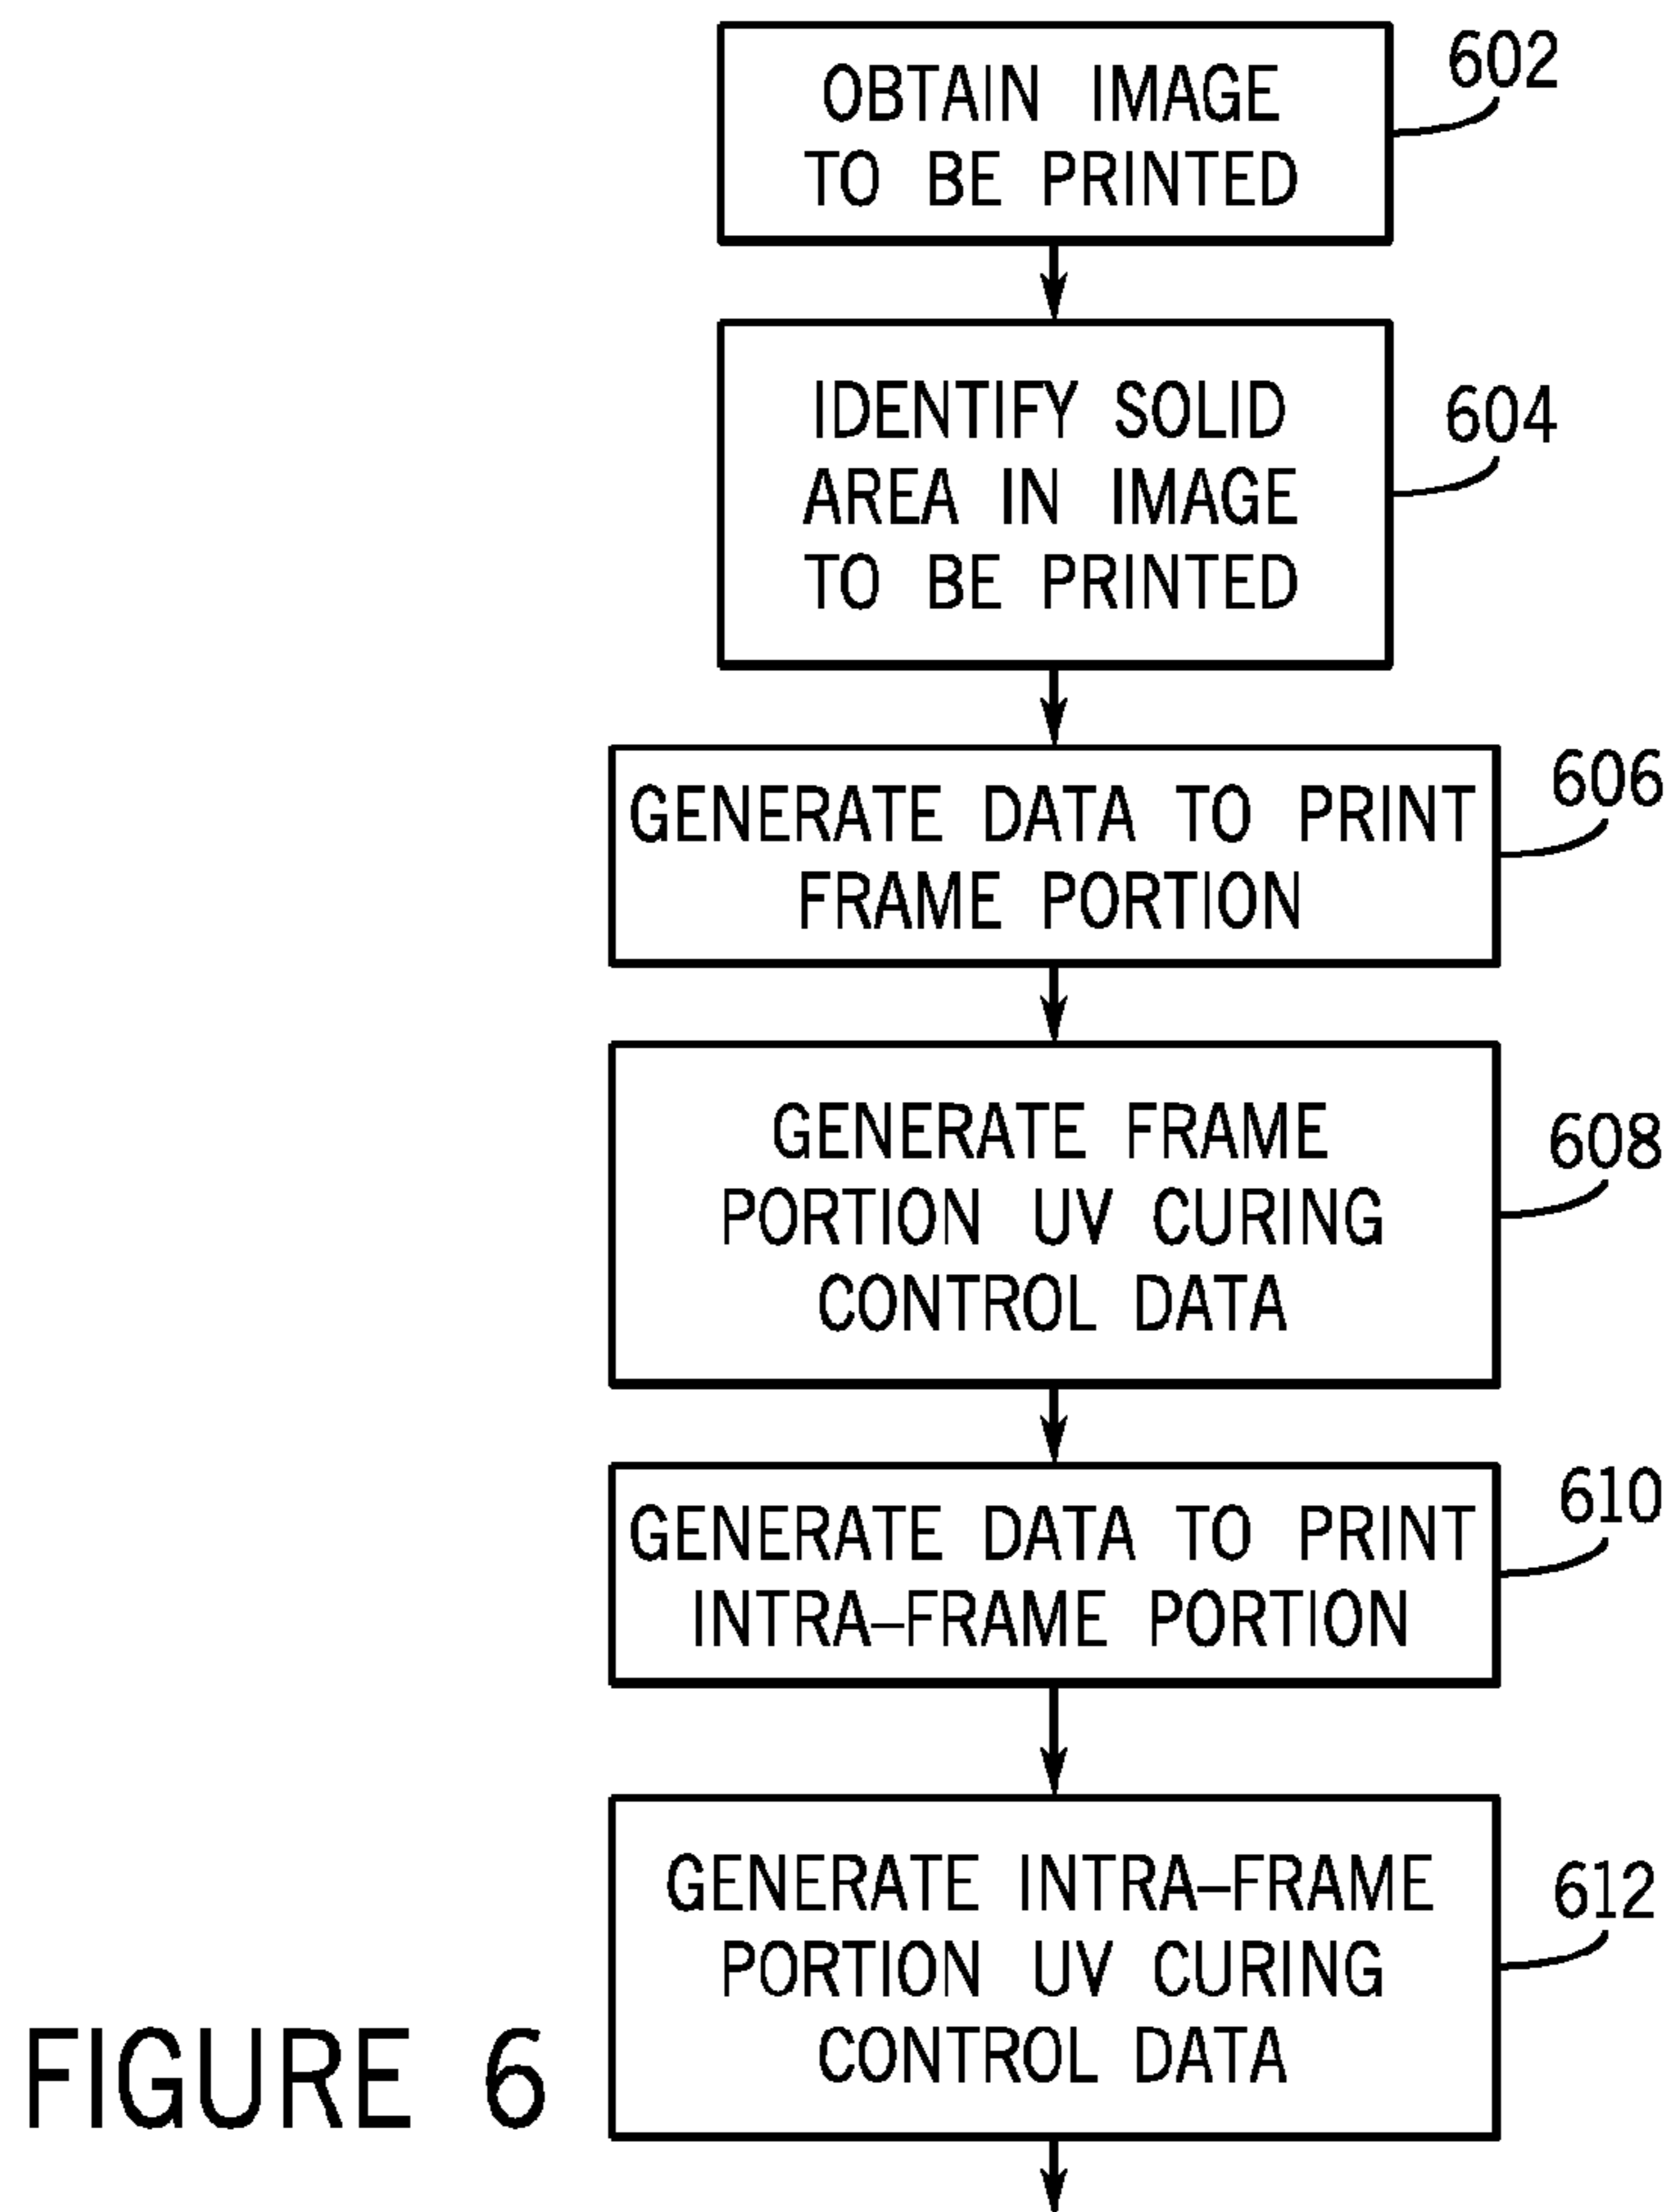 OBTAIN IMAGE
TO BE PRINTED
602
IDENTIFY SOLID
AREA IN IMAGE
TO BE PRINTED
604
GENERATE DATA TO PRINT
FRAME PORTION
606
GENERATE FRAME
PORTION UV CURING
CONTROL DATA
608
GENERATE DATA TO PRINT
INTRA–FRAME PORTION
610
GENERATE INTRA–FRAME
PORTION UV CURING
CONTROL DATA
612
FIGURE 6